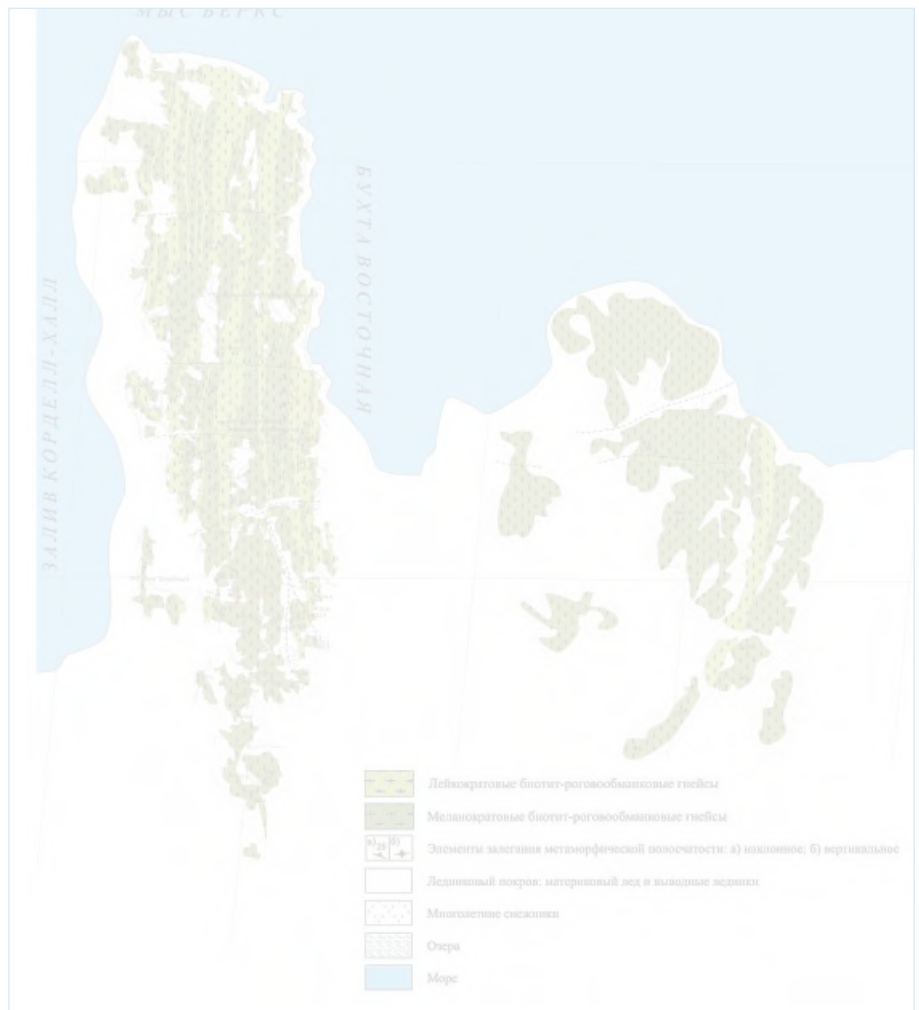 МЫС БЕРКС
БУХТА ВОСТОЧНАЯ
ЗАЛИВ КОРДЕЛЛ-ХАЛЛ
Лейкократовые биотит-роговообманковые гнейсы
Меланократовые биотит-роговообманковые гнейсы
а) 25 б) Элементы залегания метаморфической полосчатости: а) наклонное; б) вертикальное
Ледниковый покров: материковый лед и выводные ледники
Многолетние снежники
Озера
Море